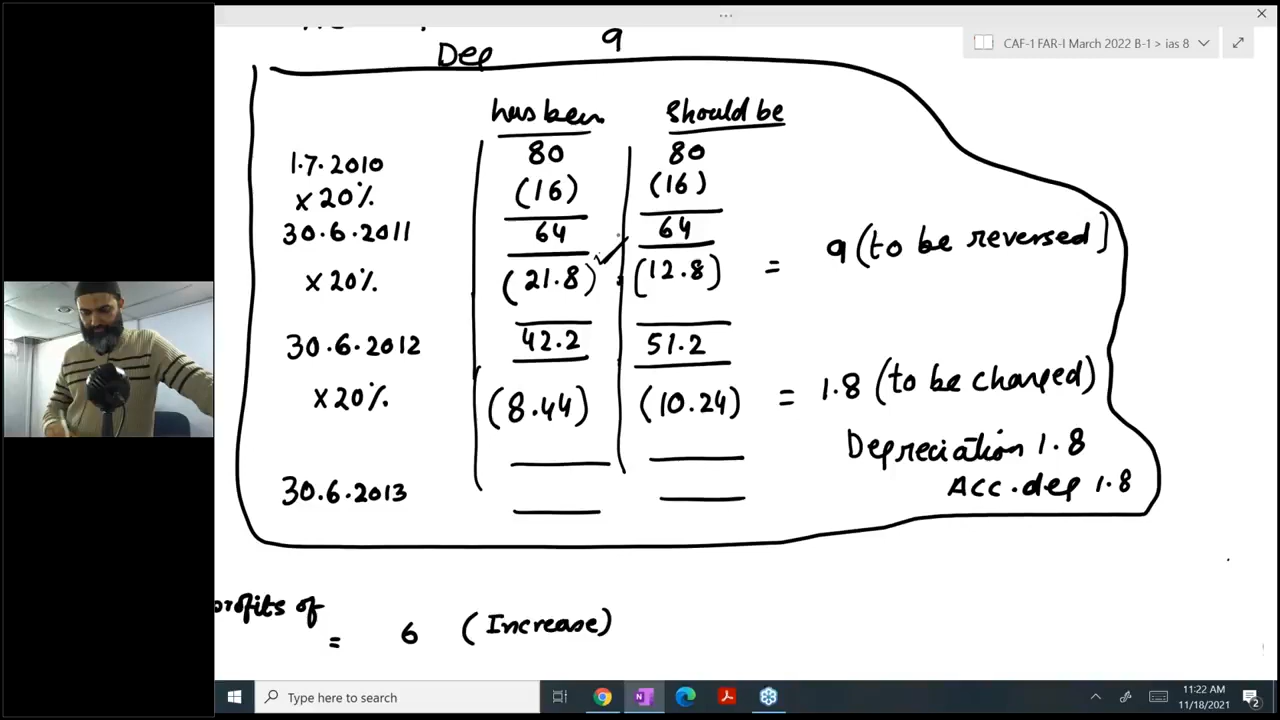 CAF-1 FAR-I March 2022 B-1 > ias 8
Dep 9
has been Should be
1.7.2010 80 80
x 20% (16) (16)
30.6.2011 64 64
x 20% (21.8) (12.8) = 9 (to be reversed)
30.6.2012 42.2 51.2
x 20% (8.44) (10.24) = 1.8 (to be charged)
Depreciation 1.8
Acc.dep 1.8
30.6.2013
profits of
= 6 (Increase)
Type here to search
11:22 AM
11/18/2021
2